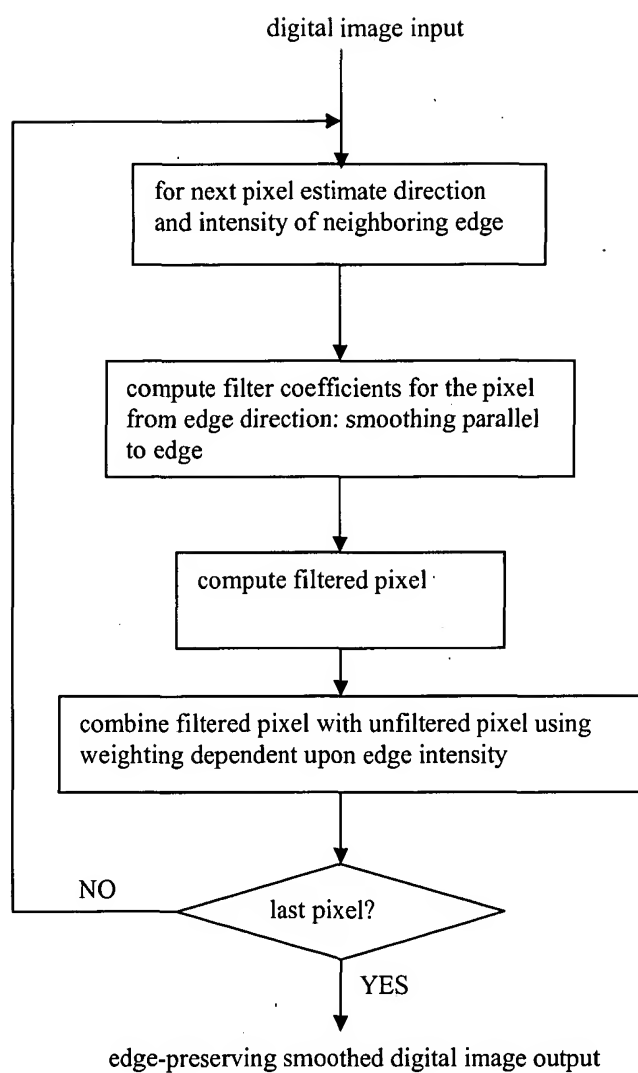 digital image input
for next pixel estimate direction
and intensity of neighboring edge
compute filter coefficients for the pixel
from edge direction: smoothing parallel
to edge
compute filtered pixel
combine filtered pixel with unfiltered pixel using
weighting dependent upon edge intensity
NO
last pixel?
YES
edge-preserving smoothed digital image output